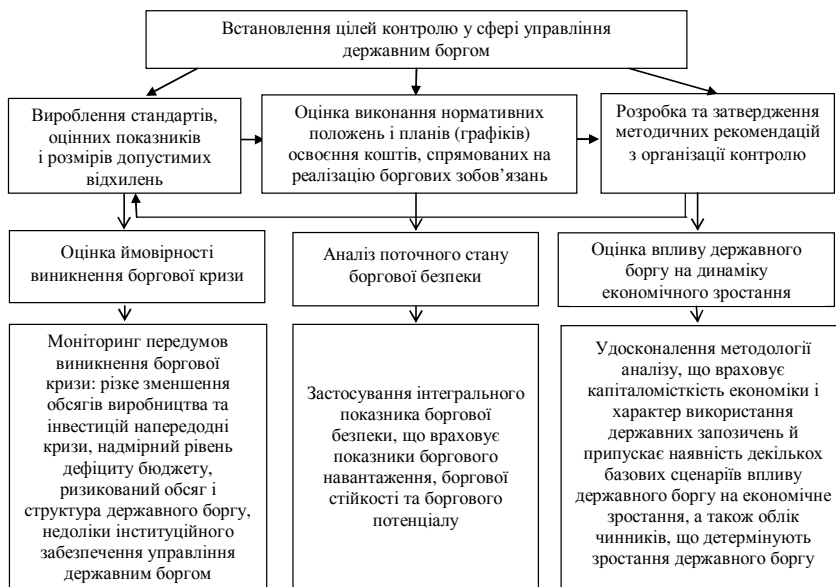 Встановлення цілей контролю у сфері управління
державним боргом
Вироблення стандартів,
оцінних показників
і розмірів допустимих
відхилень
Оцінка виконання нормативних
положень і планів (графіків)
освоєння коштів, спрямованих на
реалізацію боргових зобов’язань
Розробка та затвердження
методичних рекомендацій
з організації контролю
Оцінка ймовірності
виникнення боргової кризи
Аналіз поточного стану
боргової безпеки
Оцінка впливу державного
боргу на динаміку
економічного зростання
Моніторинг передумов
виникнення боргової
кризи: різке зменшення
обсягів виробництва та
інвестицій напередодні
кризи, надмірний рівень
дефіциту бюджету,
ризикований обсяг і
структура державного боргу,
недоліки інституційного
забезпечення управління
державним боргом
Застосування інтегрального
показника боргової
безпеки, що враховує
показники боргового
навантаження, боргової
стійкості та боргового
потенціалу
Удосконалення методології
аналізу, що враховує
капіталомісткість економіки і
характер використання
державних запозичень й
припускає наявність декількох
базових сценаріїв впливу
державного боргу на економічне
зростання, а також облік
чинників, що детермінують
зростання державного боргу